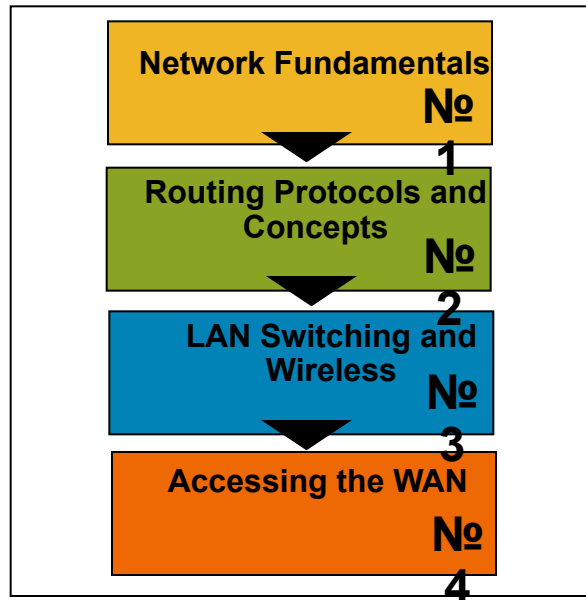 Network Fundamentals
№
1
Routing Protocols and
Concepts
№
2
LAN Switching and
Wireless
№
3
Accessing the WAN
№
4